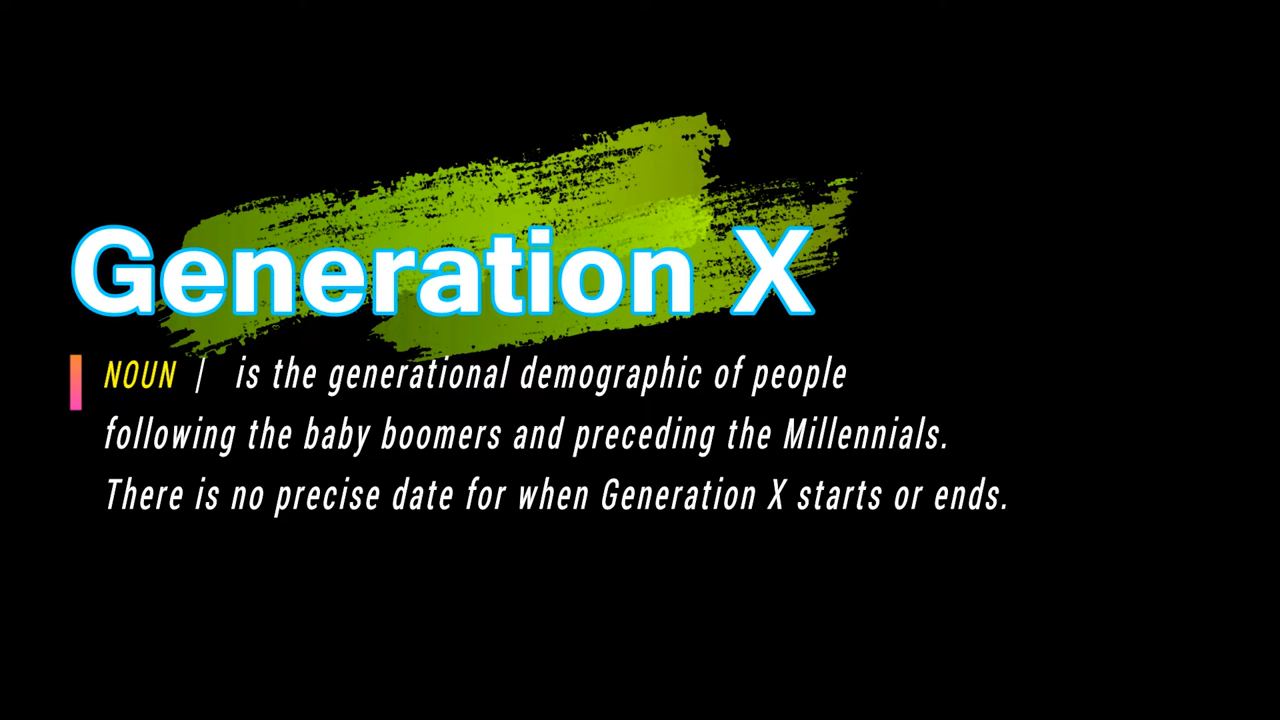 Generation X
NOUN | is the generational demographic of people
following the baby boomers and preceding the Millennials.
There is no precise date for when Generation X starts or ends.